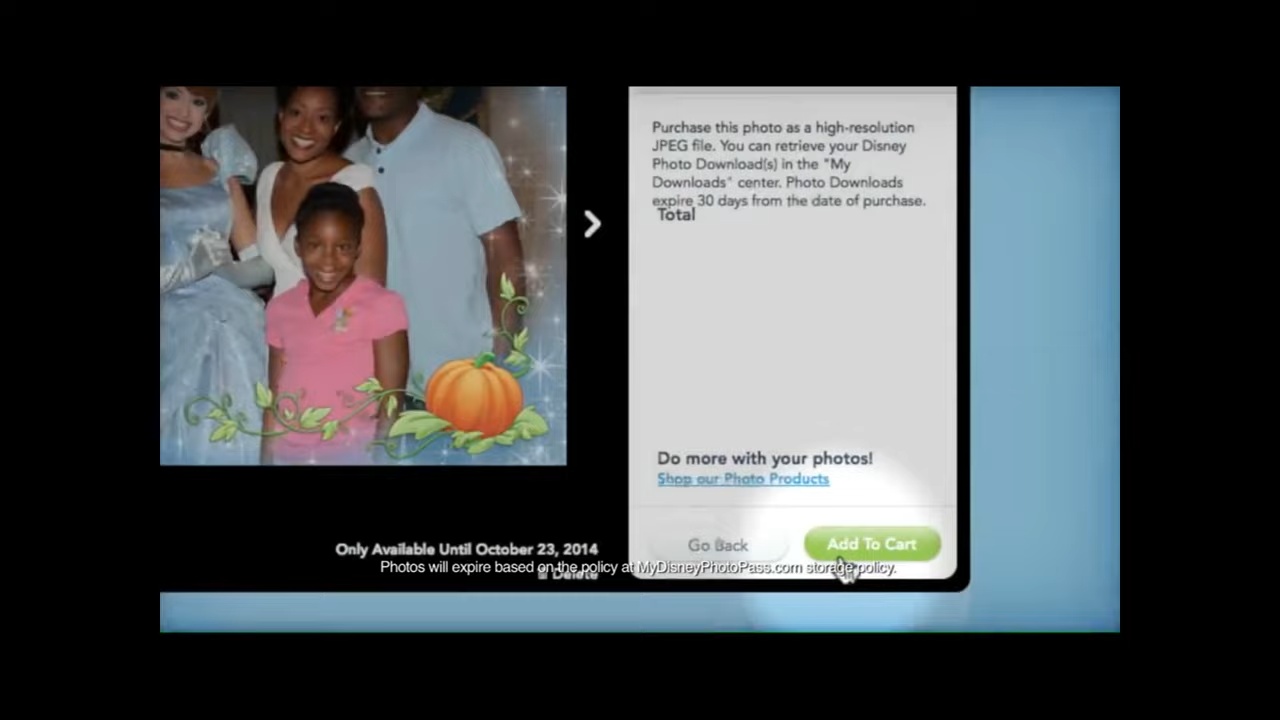 Purchase this photo as a high-resolution
JPEG file. You can retrieve your Disney
Photo Download(s) in the "My
Downloads" center. Photo Downloads
expire 30 days from the date of purchase.
Total
Do more with your photos!
Shop our Photo Products
Go Back
Add To Cart
Only Available Until October 23, 2014
Photos will expire based on the policy at MyDisneyPhotoPass.com storage policy.
Delete